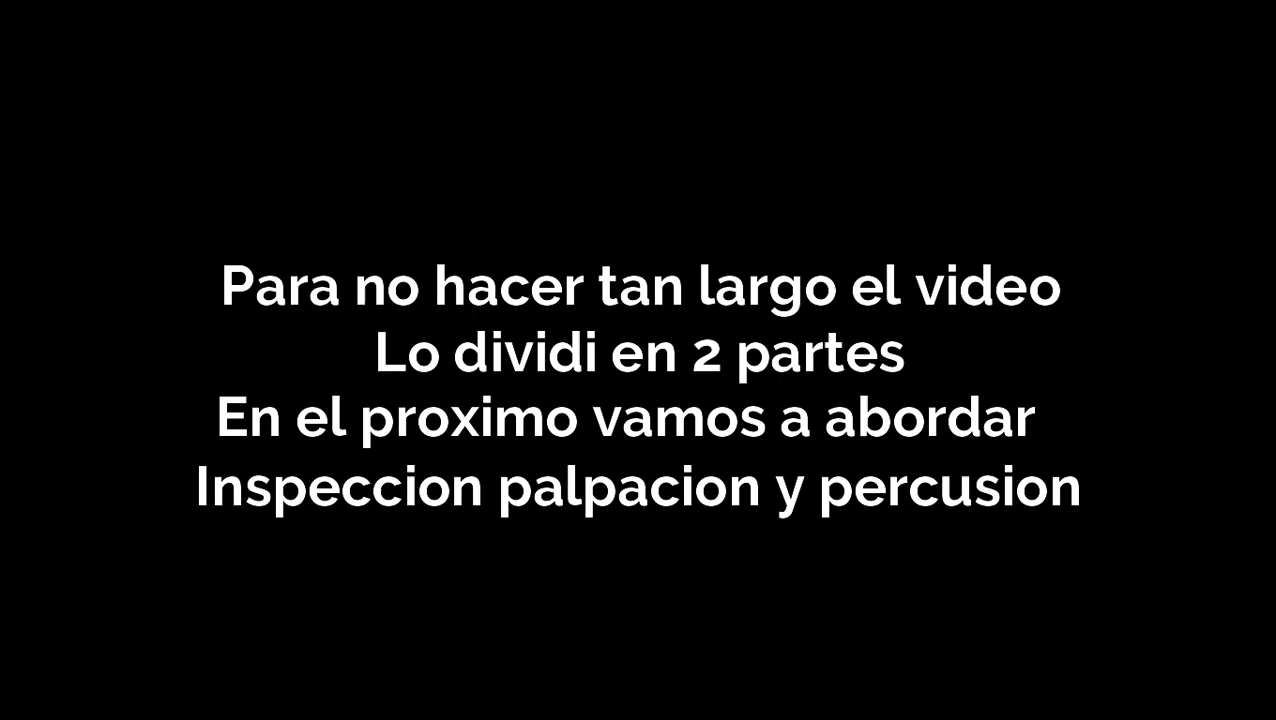 Para no hacer tan largo el video
Lo dividi en 2 partes
En el proximo vamos a abordar
Inspeccion palpacion y percusion